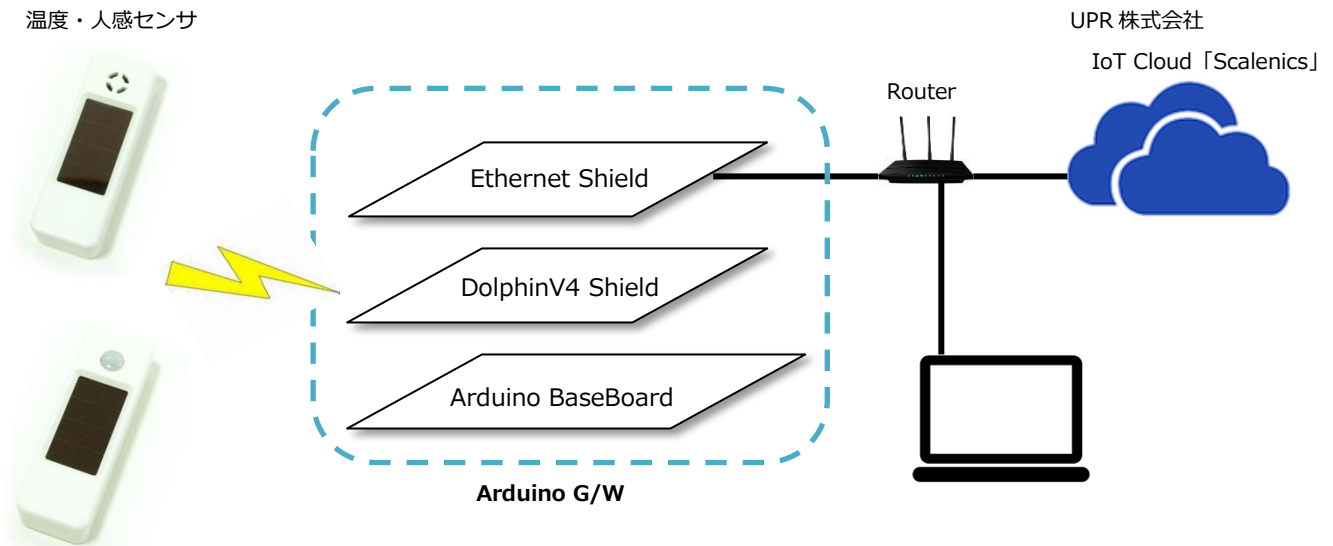 温度・人感センサ
UPR 株式会社
IoT Cloud「Scalenics」
Router
Ethernet Shield
DolphinV4 Shield
Arduino BaseBoard
Arduino G/W